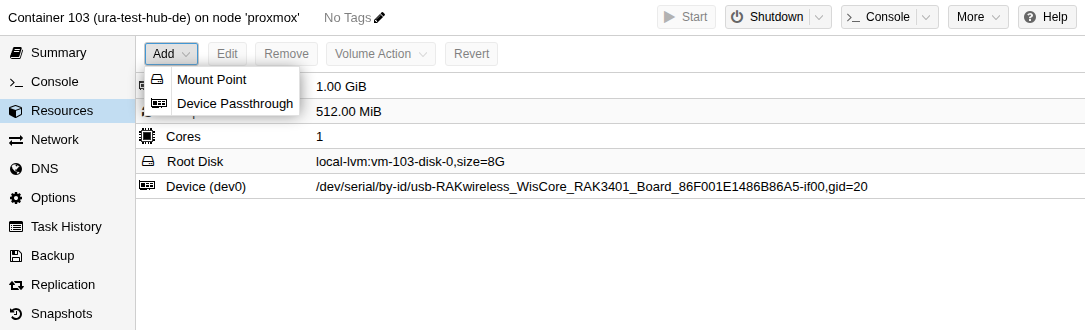 Container 103 (ura-test-hub-de) on node 'proxmox' No Tags Start Shutdown Console More Help
Summary
Console
Resources
Network
DNS
Options
Task History
Backup
Replication
Snapshots
Add Edit Remove Volume Action Revert
Mount Point
Device Passthrough
1.00 GiB
512.00 MiB
Cores 1
Root Disk local-lvm:vm-103-disk-0,size=8G
Device (dev0) /dev/serial/by-id/usb-RAKwireless_WisCore_RAK3401_Board_86F001E1486B86A5-if00,gid=20